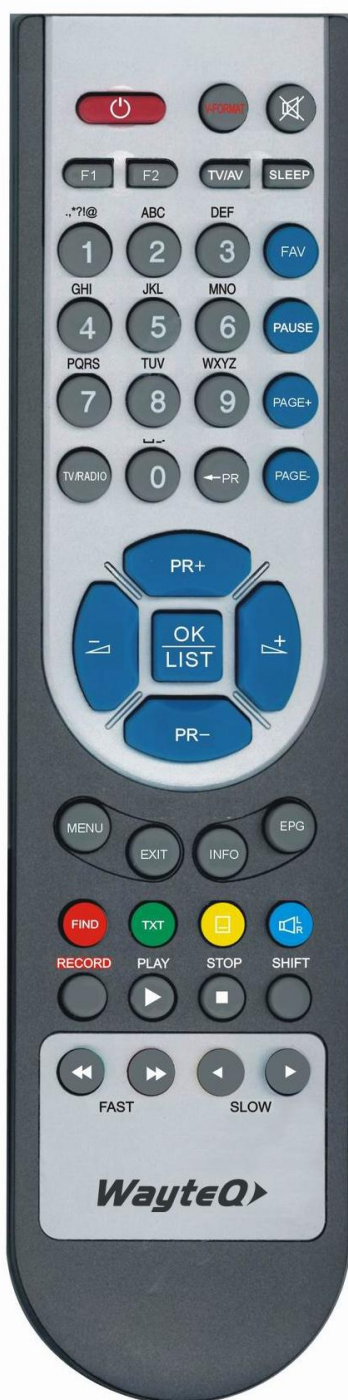 V-FORMAT
F1 F2 TV/AV SLEEP
.,*?!@ ABC DEF
1 2 3 FAV
GHI JKL MNO
4 5 6 PAUSE
PQRS TUV WXYZ
7 8 9 PAGE+
␣-.
TV/RADIO 0 ←PR PAGE-
PR+
− OK +
LIST
PR−
MENU EPG
EXIT INFO
FIND TXT L
R
RECORD PLAY STOP SHIFT
FAST SLOW
WayteQ